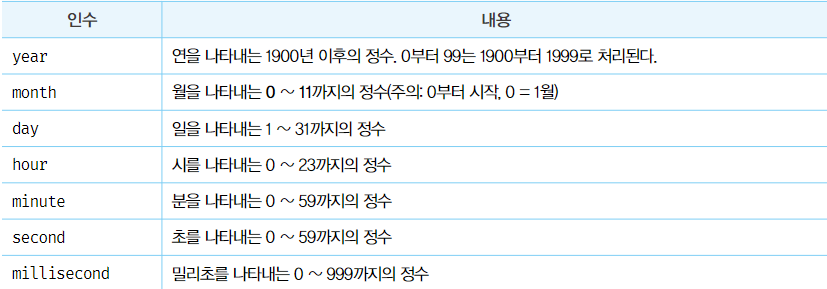 인수 내용
year 연을 나타내는 1900년 이후의 정수. 0부터 99는 1900부터 1999로 처리된다.
month 월을 나타내는 0 ~ 11까지의 정수(주의: 0부터 시작, 0 = 1월)
day 일을 나타내는 1 ~ 31까지의 정수
hour 시를 나타내는 0 ~ 23까지의 정수
minute 분을 나타내는 0 ~ 59까지의 정수
second 초를 나타내는 0 ~ 59까지의 정수
millisecond 밀리초를 나타내는 0 ~ 999까지의 정수